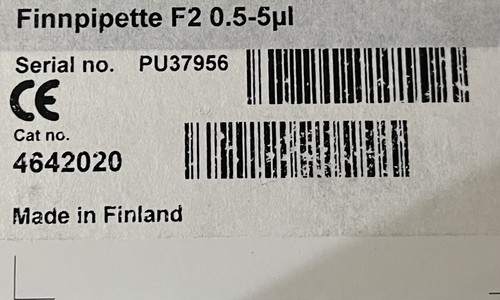 Finnpipette F2 0.5-5µl
Serial no. PU37956
CE
Cat no.
4642020
Made in Finland